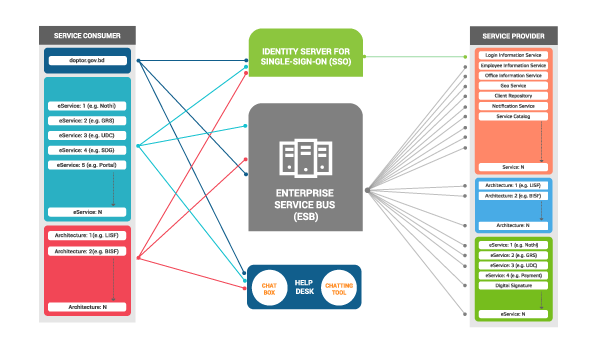 SERVICE CONSUMER
doptor.gov.bd
eService: 1 (e.g. Nothi)
eService: 2 (e.g. GRS)
eService: 3 (e.g. UDC)
eService: 4 (e.g. SDG)
eService: 5 (e.g. Portal)
eService: N
Architecture: 1(e.g. LISF)
Architecture: 2(e.g. BISF)
Architecture: N
IDENTITY SERVER FOR
SINGLE-SIGN-ON (SSO)
ENTERPRISE
SERVICE BUS
(ESB)
CHAT
BOX
HELP
DESK
CHATTING
TOOL
SERVICE PROVIDER
Login Information Service
Employee Information Service
Office Information Service
Geo Service
Client Repository
Notification Service
Service Catalog
Service: N
Architecture: 1 (e.g. LISF)
Architecture: 2 (e.g. BISF)
Architecture: N
eService: 1 (e.g. Nothi)
eService: 2 (e.g. GRS)
eService: 3 (e.g. UDC)
eService: 4 (e.g. Payment)
Digital Signature
eService: N